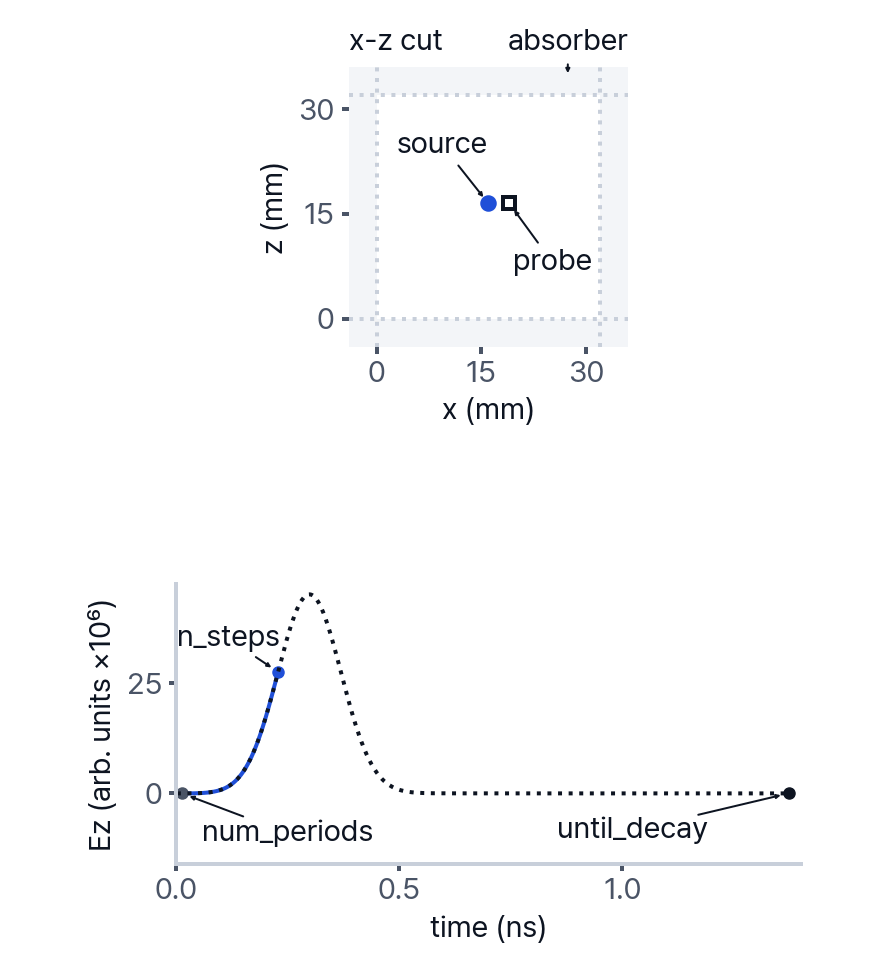 x-z cut
absorber
30
source
z (mm)
15
probe
0
0
15
30
x (mm)
n_steps
Ez (arb. units ×10⁶)
25
0
num_periods
until_decay
0.0
0.5
1.0
time (ns)